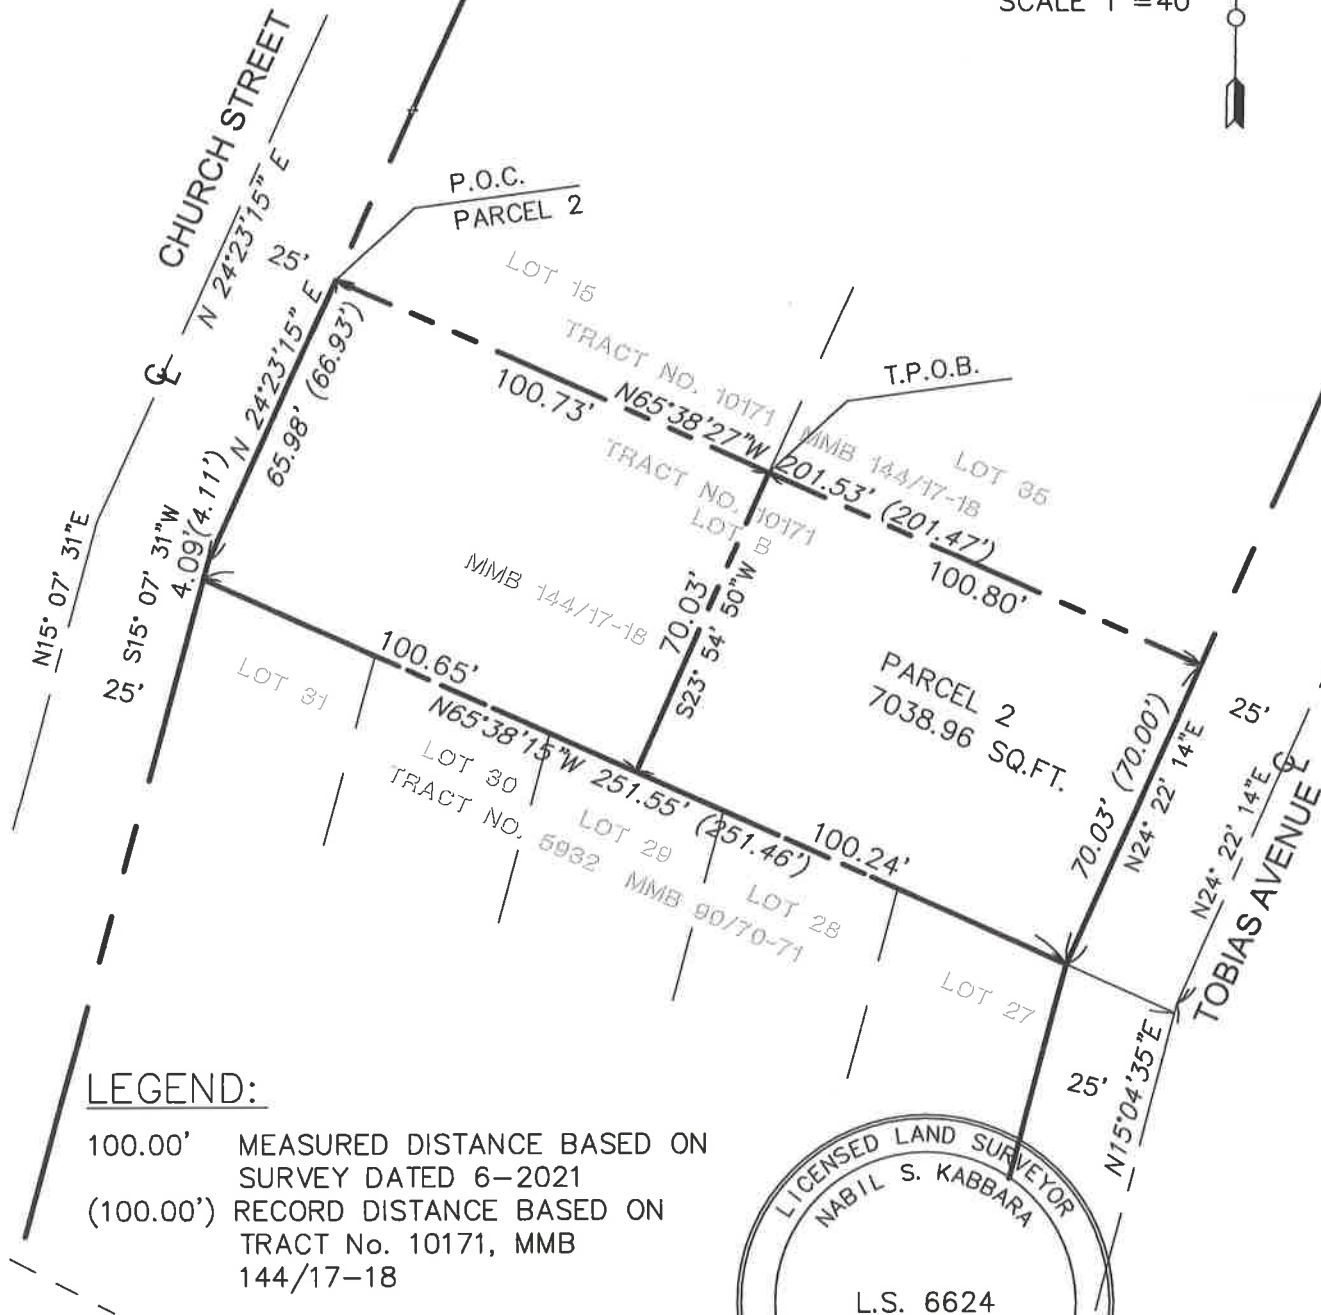 SCALE 1"=40'
CHURCH STREET
N 24°23'15" E
25'
P.O.C.
PARCEL 2
LOT 15
TRACT NO. 10171
MMB 144/17-18
LOT 35
T.P.O.B.
N 24°23'15" E
65.98' (66.93')
100.73'
N65°38'27"W 201.53' (201.47')
100.80'
TRACT NO. 10171
LOT B
MMB 144/17-18
N15° 07' 31"E
S15° 07' 31"W
4.09'(4.11')
25'
70.03'
S23° 54' 50"W
PARCEL 2
7038.96 SQ.FT.
70.03' (70.00')
N24° 22' 14"E
25'
N24° 22' 14"E
TOBIAS AVENUE
100.65'
N65°38'15"W 251.55' (251.46')
100.24'
LOT 31
LOT 30
LOT 29
LOT 28
LOT 27
TRACT NO. 5932 MMB 90/70-71
25'
N15°04'35"E
LEGEND:
100.00' MEASURED DISTANCE BASED ON
SURVEY DATED 6-2021
(100.00') RECORD DISTANCE BASED ON
TRACT No. 10171, MMB
144/17-18
LICENSED LAND SURVEYOR
NABIL S. KABBARA
L.S. 6624